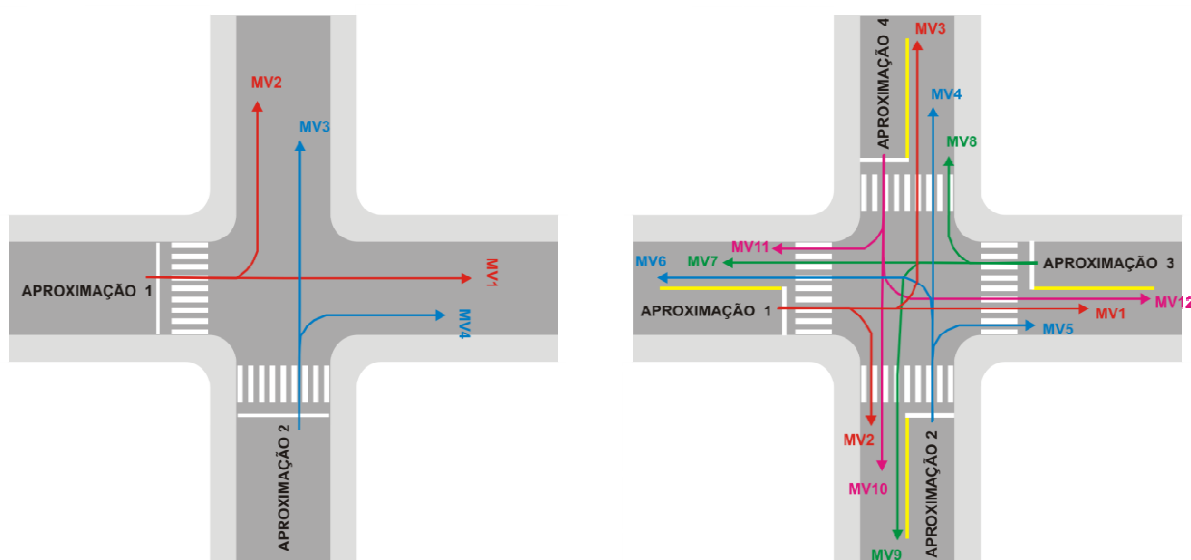 MV2
MV3
MV1
APROXIMAÇÃO 1
MV4
APROXIMAÇÃO 2
APROXIMAÇÃO 4
MV3
MV4
MV8
MV11
MV6
MV7
APROXIMAÇÃO 3
MV12
APROXIMAÇÃO 1
MV1
MV5
MV2
MV10
APROXIMAÇÃO 2
MV9